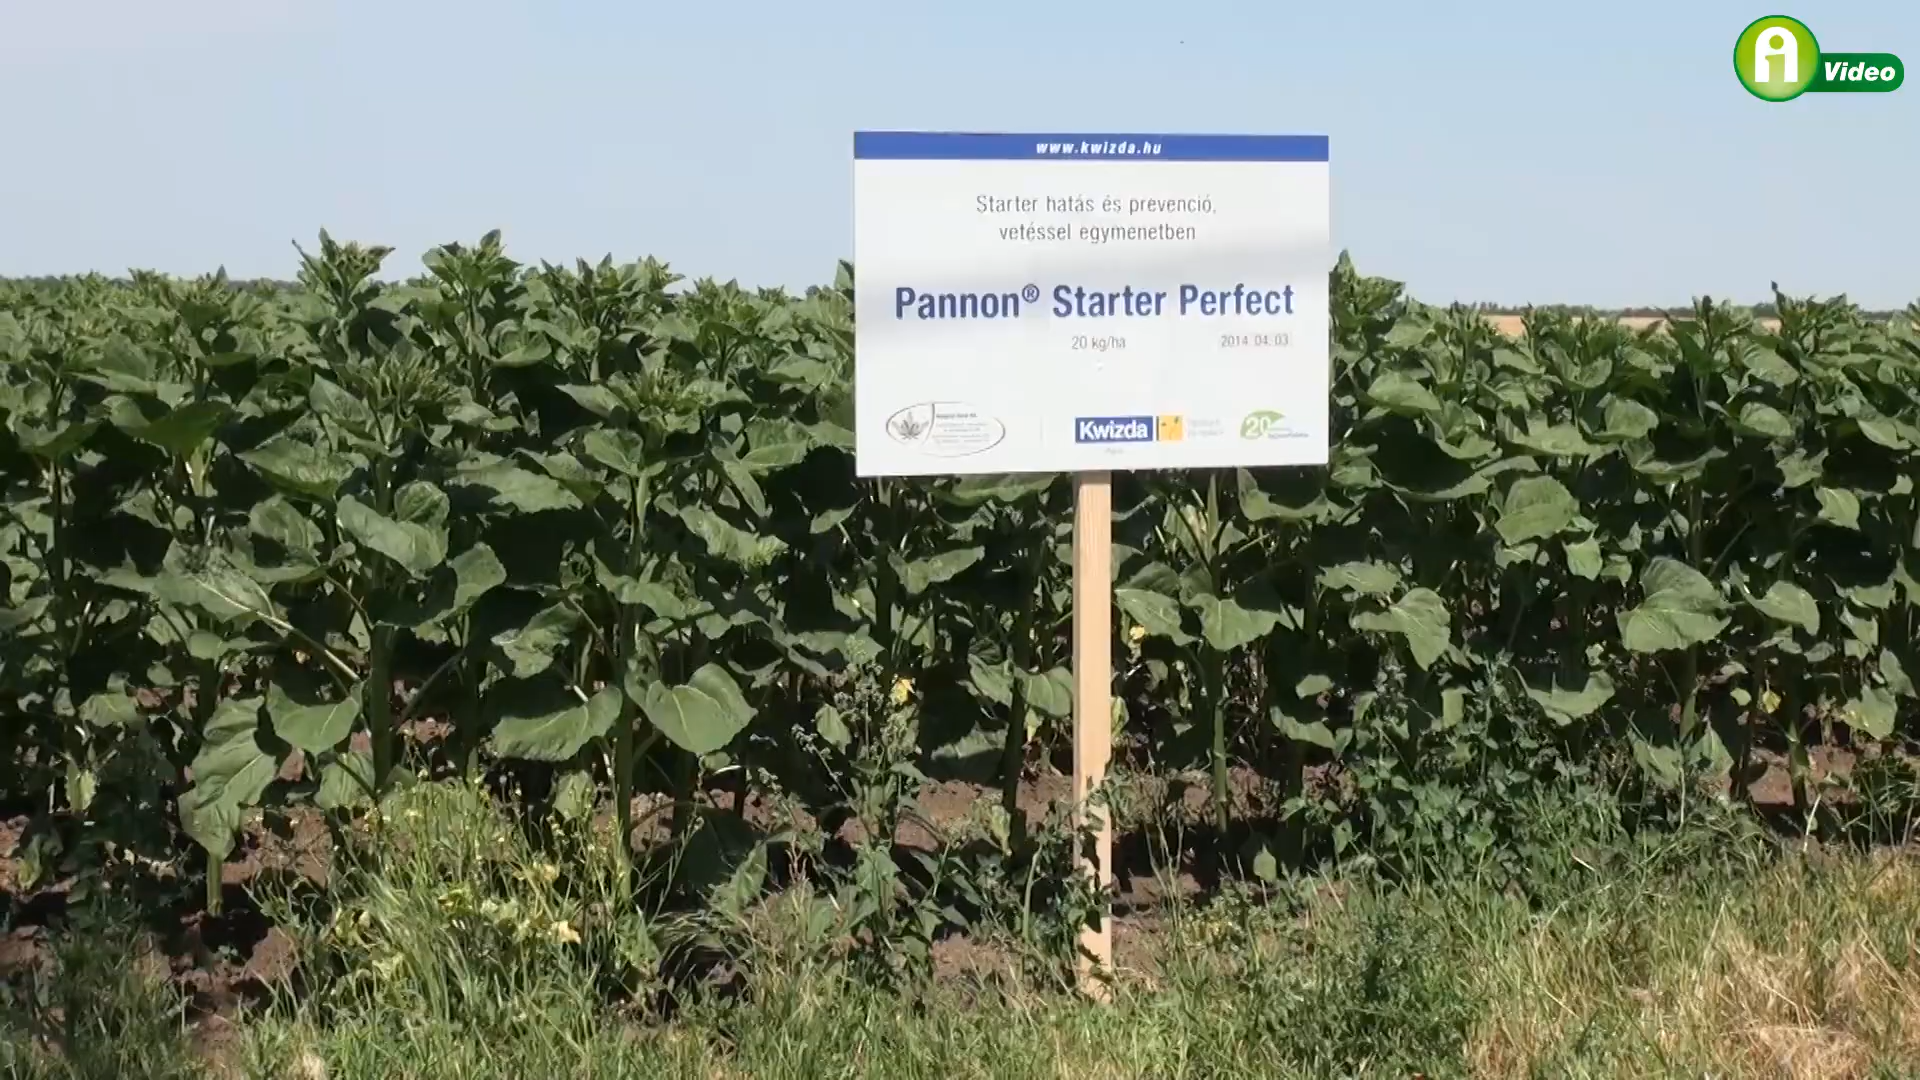 Video
www.kwizda.hu
Starter hatás és prevenció,
vetéssel egymenetben
Pannon® Starter Perfect
20 kg/ha 2014. 04. 03.
Kwizda
20